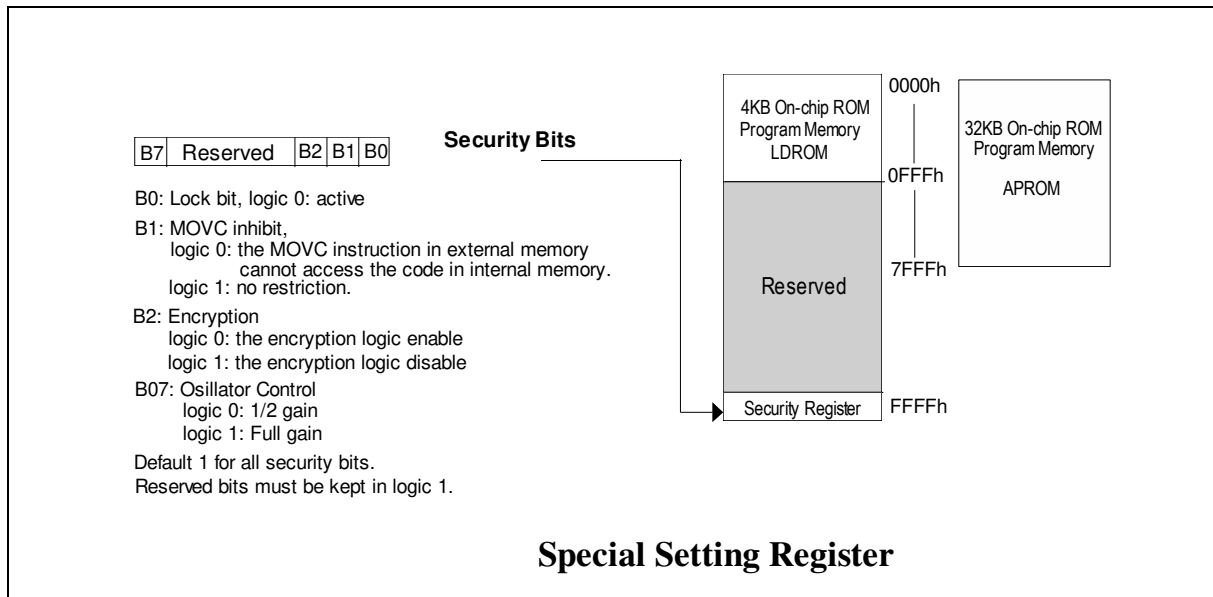 B7 Reserved B2 B1 B0
Security Bits
B0: Lock bit, logic 0: active
B1: MOVC inhibit,
logic 0: the MOVC instruction in external memory
cannot access the code in internal memory.
logic 1: no restriction.
B2: Encryption
logic 0: the encryption logic enable
logic 1: the encryption logic disable
B07: Osillator Control
logic 0: 1/2 gain
logic 1: Full gain
Default 1 for all security bits.
Reserved bits must be kept in logic 1.
4KB On-chip ROM
Program Memory
LDROM
Reserved
Security Register
0000h
0FFFh
7FFFh
FFFFh
32KB On-chip ROM
Program Memory
APROM
Special Setting Register